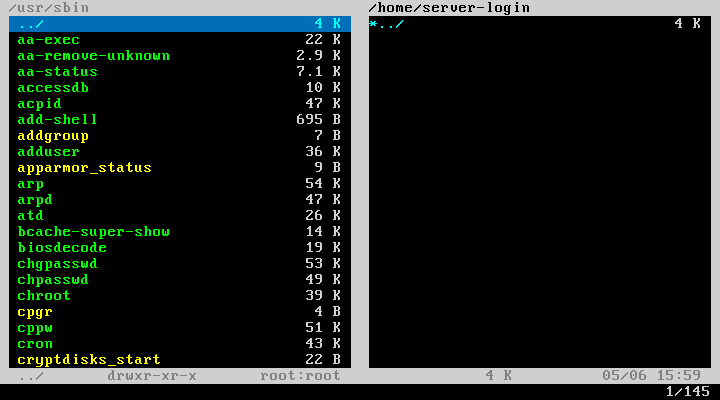 /usr/sbin /home/server-login
../ 4 K *../ 4 K
aa-exec 22 K
aa-remove-unknown 2.9 K
aa-status 7.1 K
accessdb 10 K
acpid 47 K
add-shell 695 B
addgroup 7 B
adduser 36 K
apparmor_status 9 B
arp 54 K
arpd 47 K
atd 26 K
bcache-super-show 14 K
biosdecode 19 K
chgpasswd 53 K
chpasswd 49 K
chroot 39 K
cpgr 4 B
cppw 51 K
cron 43 K
cryptdisks_start 22 B
../ drwxr-xr-x root:root 4 K 05/06 15:59
1/145